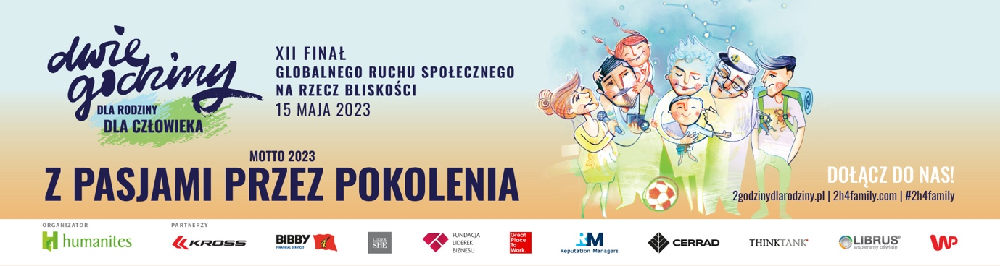 dwie
godziny
DLA RODZINY
DLA CZŁOWIEKA
XII FINAŁ
GLOBALNEGO RUCHU SPOŁECZNEGO
NA RZECZ BLISKOŚCI
15 MAJA 2023
MOTTO 2023
Z PASJAMI PRZEZ POKOLENIA
DOŁĄCZ DO NAS!
2godzinydlarodziny.pl | 2h4family.com | #2h4family
ORGANIZATOR
humanites
PARTNERZY
KROSS
BIBBY
FINANCIAL SERVICES
LIDER
SHE
FUNDACJA
LIDEREK
BIZNESU
Great
Place
To
Work.
RM
Reputation Managers
CERRAD
THINKTANK
LIBRUS®
wspieramy oświatę
WP